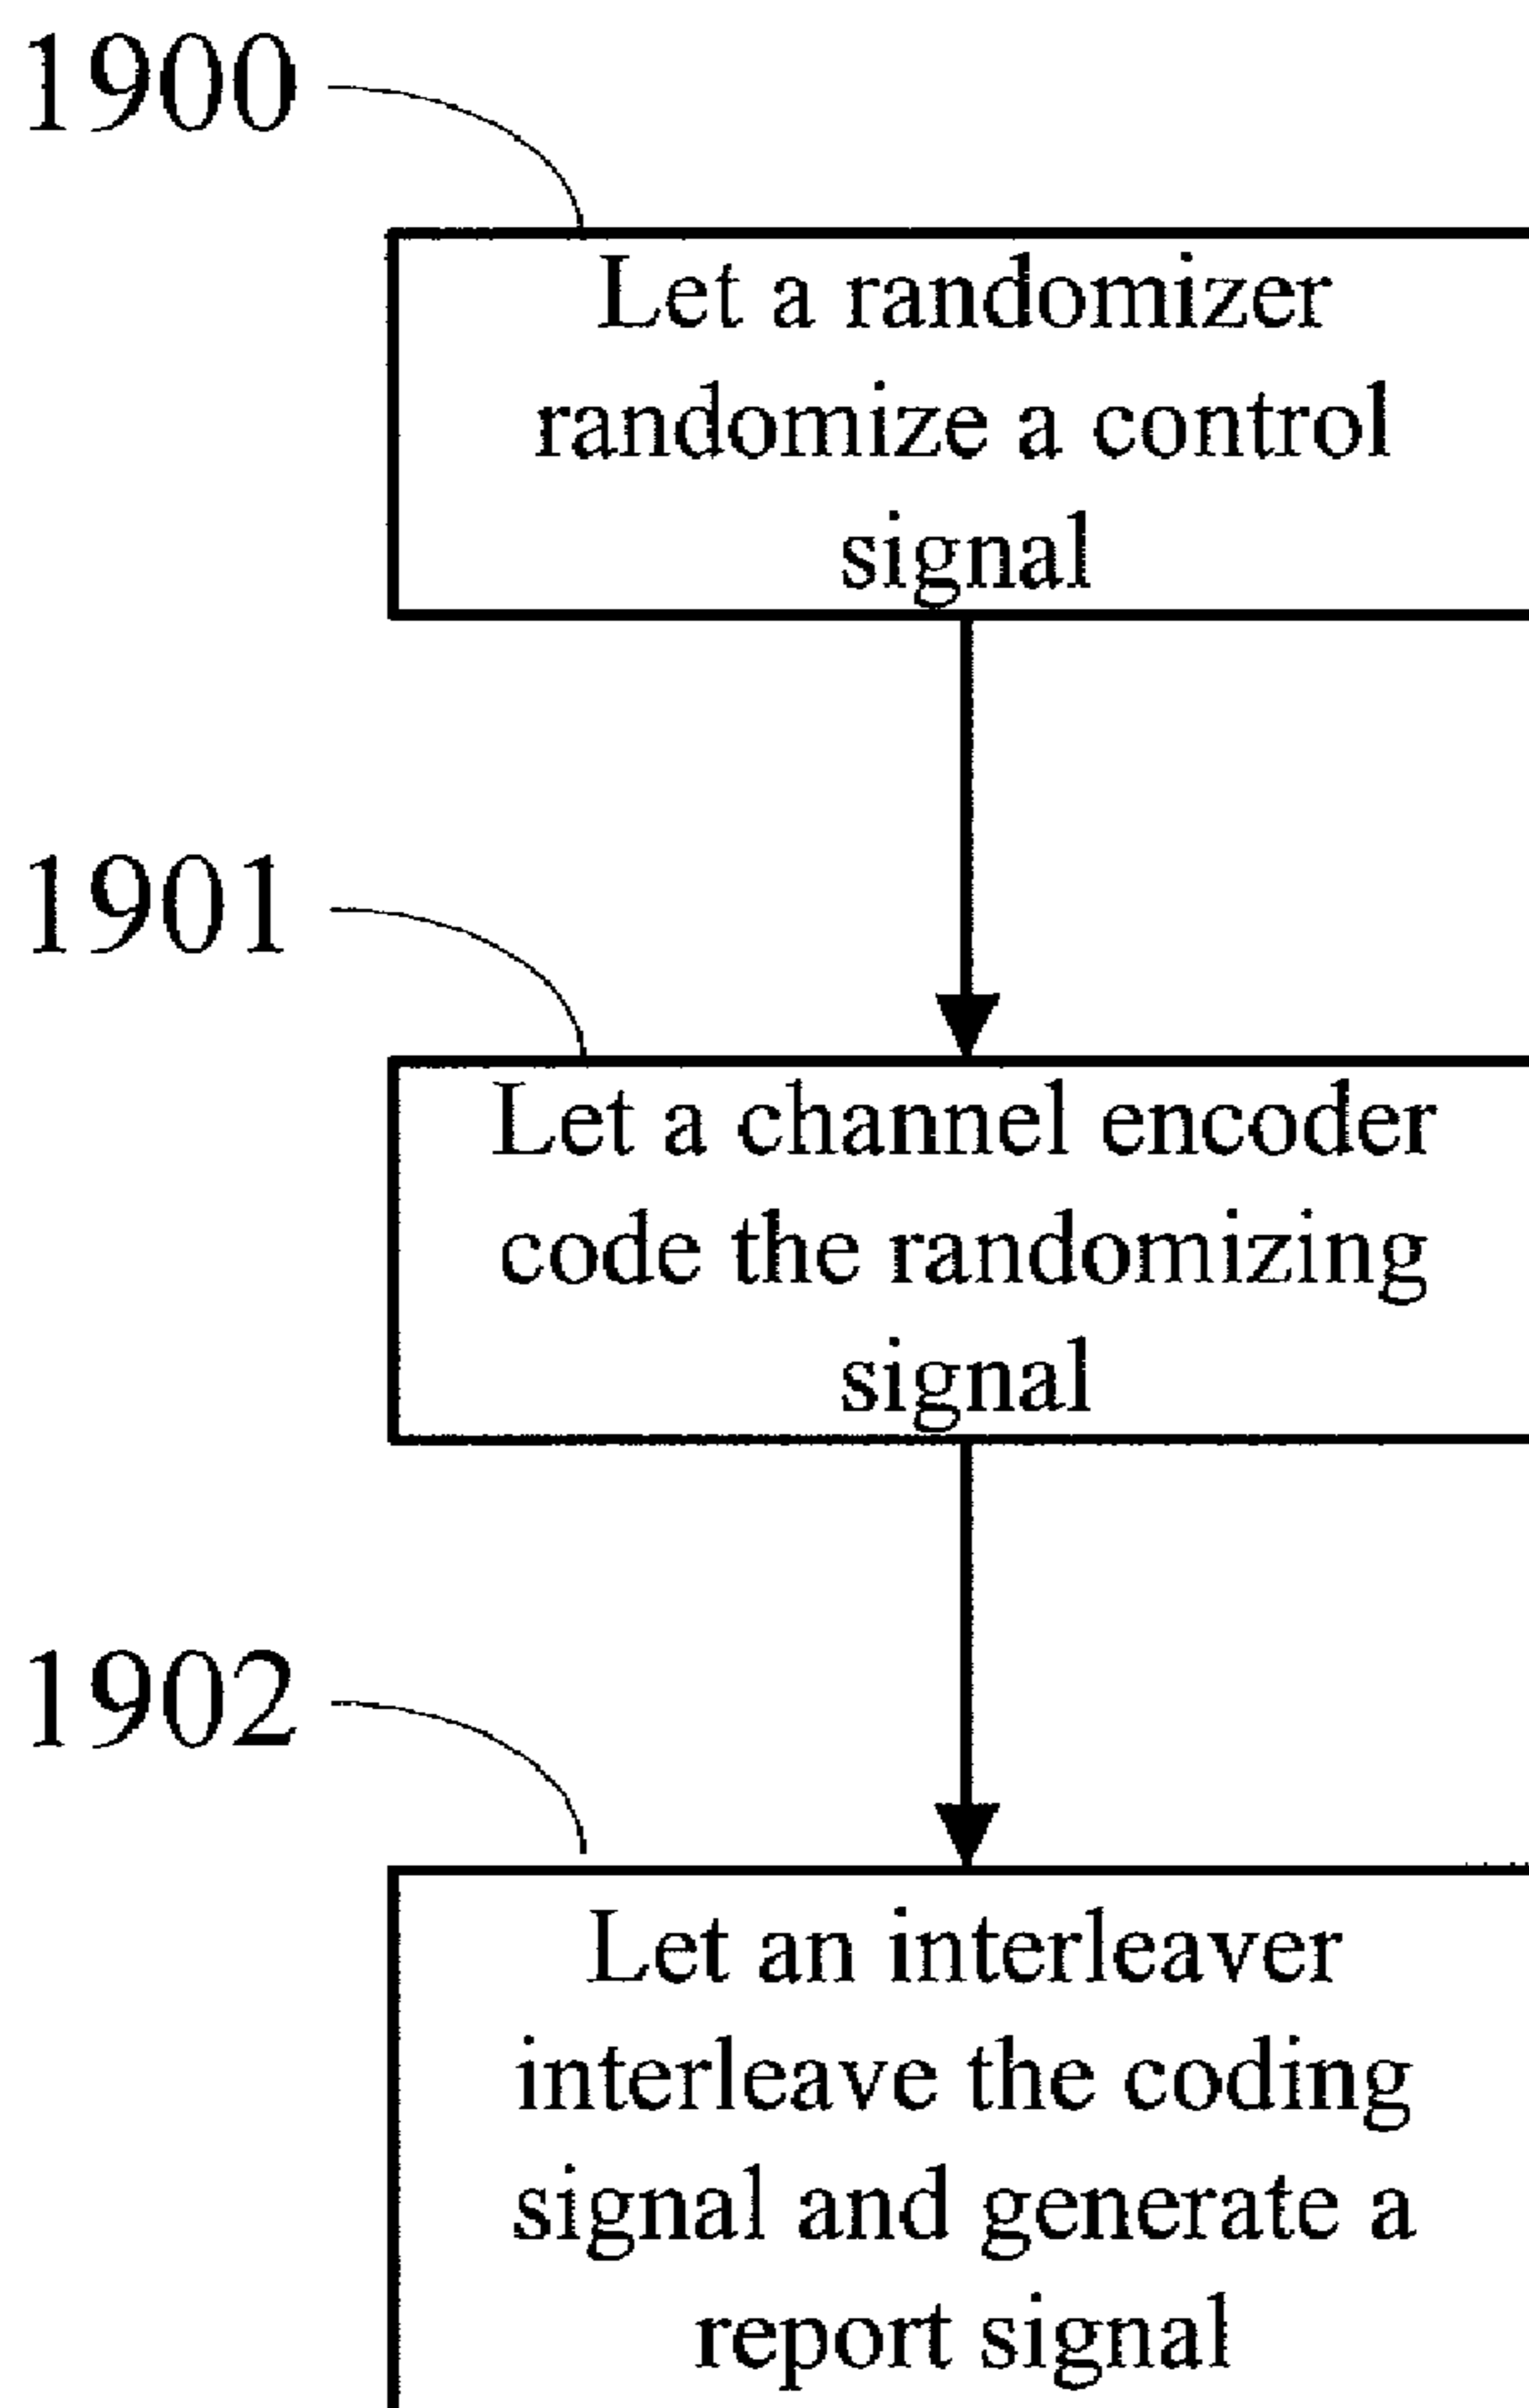 1900
Let a randomizer
randomize a control
signal
1901
Let a channel encoder
code the randomizing
signal
1902
Let an interleaver
interleave the coding
signal and generate a
report signal